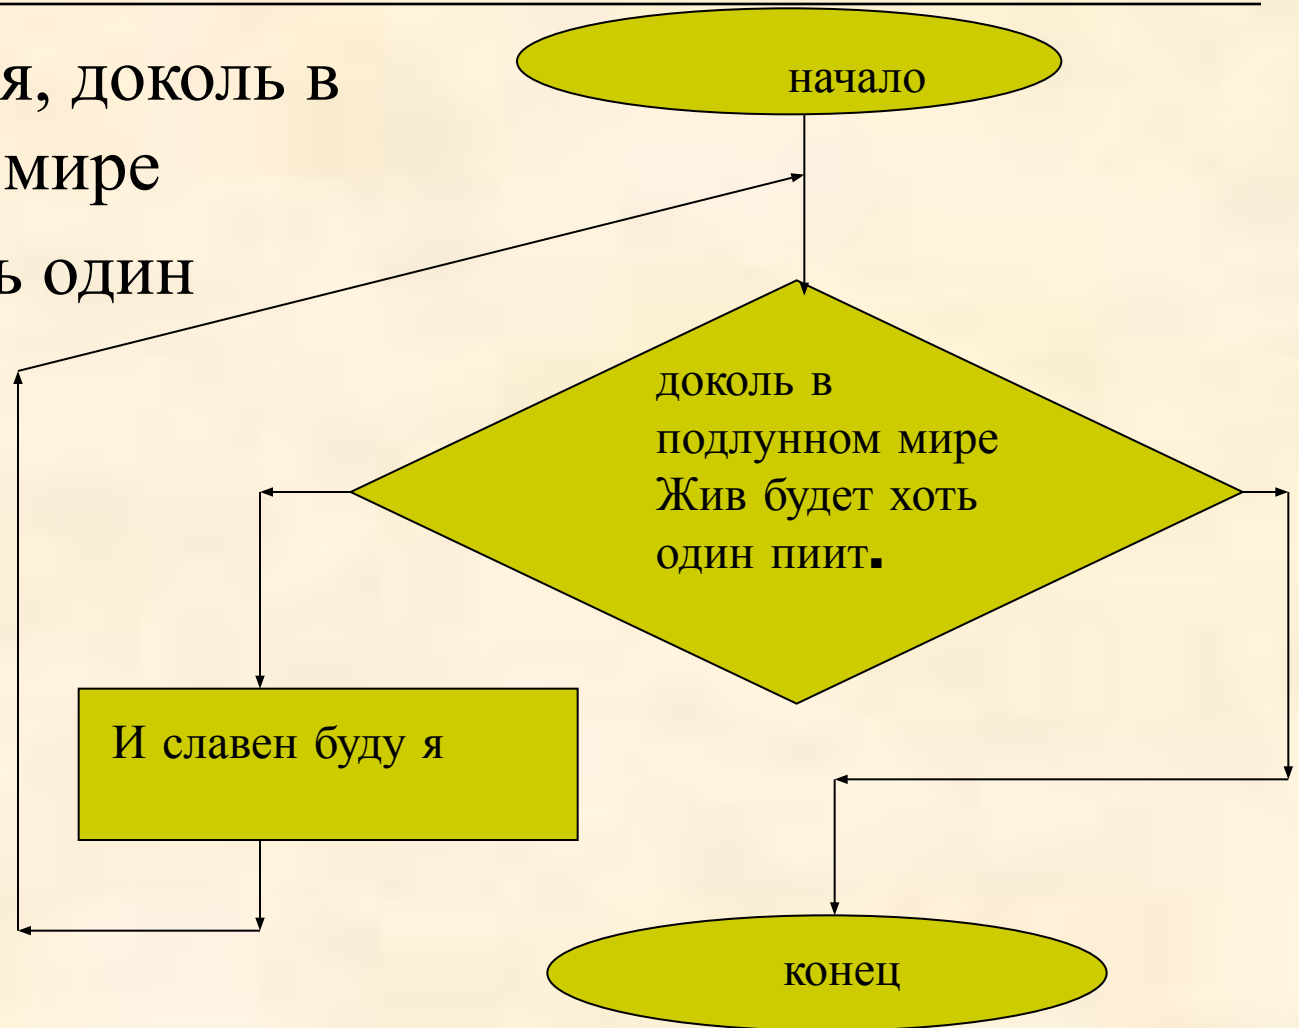 я, доколь в
мире
ь один
начало
доколь в
подлунном мире
Жив будет хоть
один пиит.
И славен буду я
конец